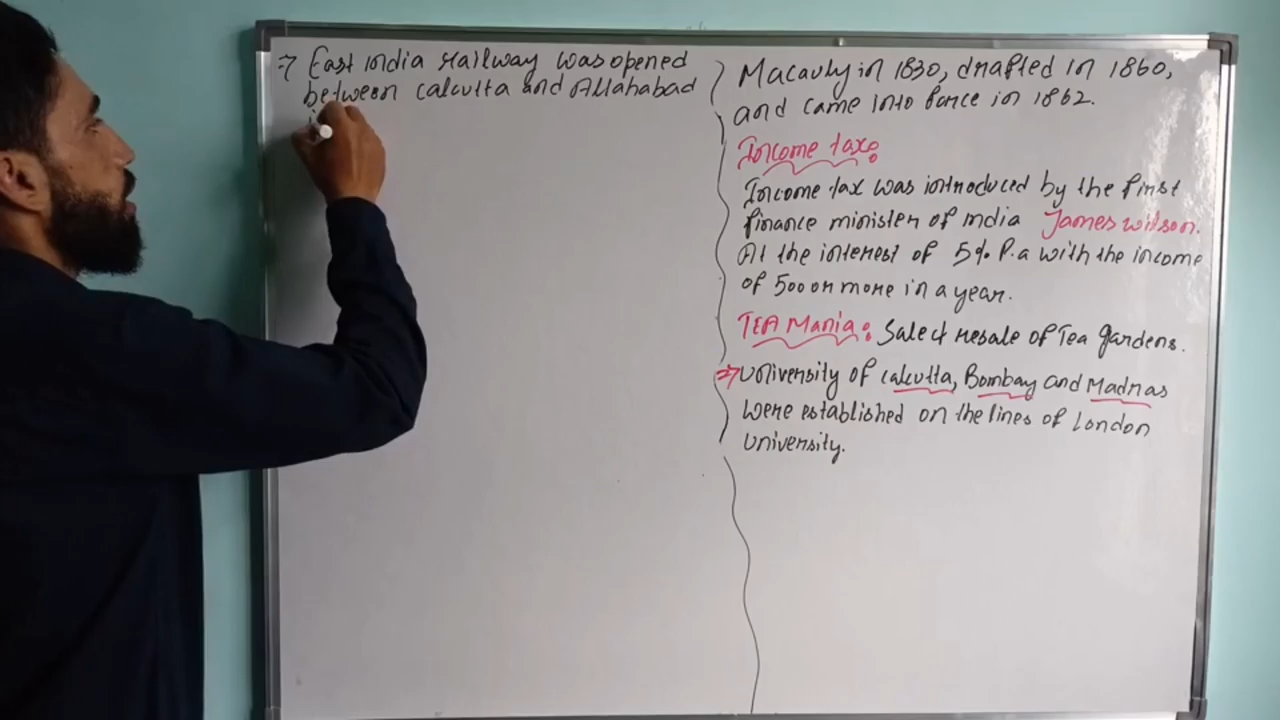 => East india railway was opened
between calcutta and Allahabad
Macauly in 1830, drafted in 1860,
and came into force in 1862.
Income tax:
Income tax was introduced by the first
finance minister of india James wilson.
At the interest of 5% P.a with the income
of 500 or more in a year.
TEA Mania: Sale & resale of Tea gardens.
=> University of calcutta, Bombay and Madras
were established on the lines of London
University.